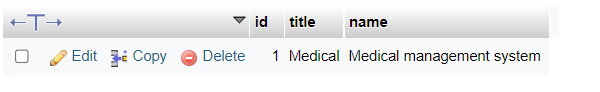 ←T→ id title name
Edit Copy Delete 1 Medical Medical management system